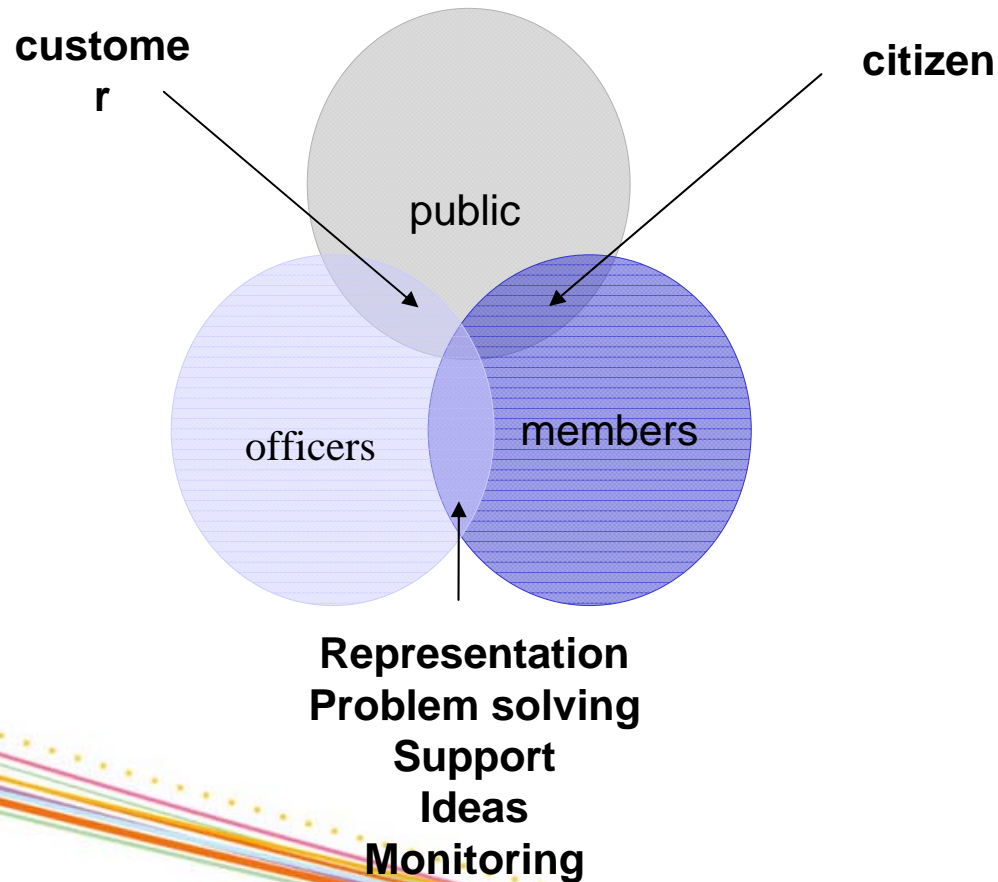 custome
r
citizen
public
officers
members
Representation
Problem solving
Support
Ideas
Monitoring